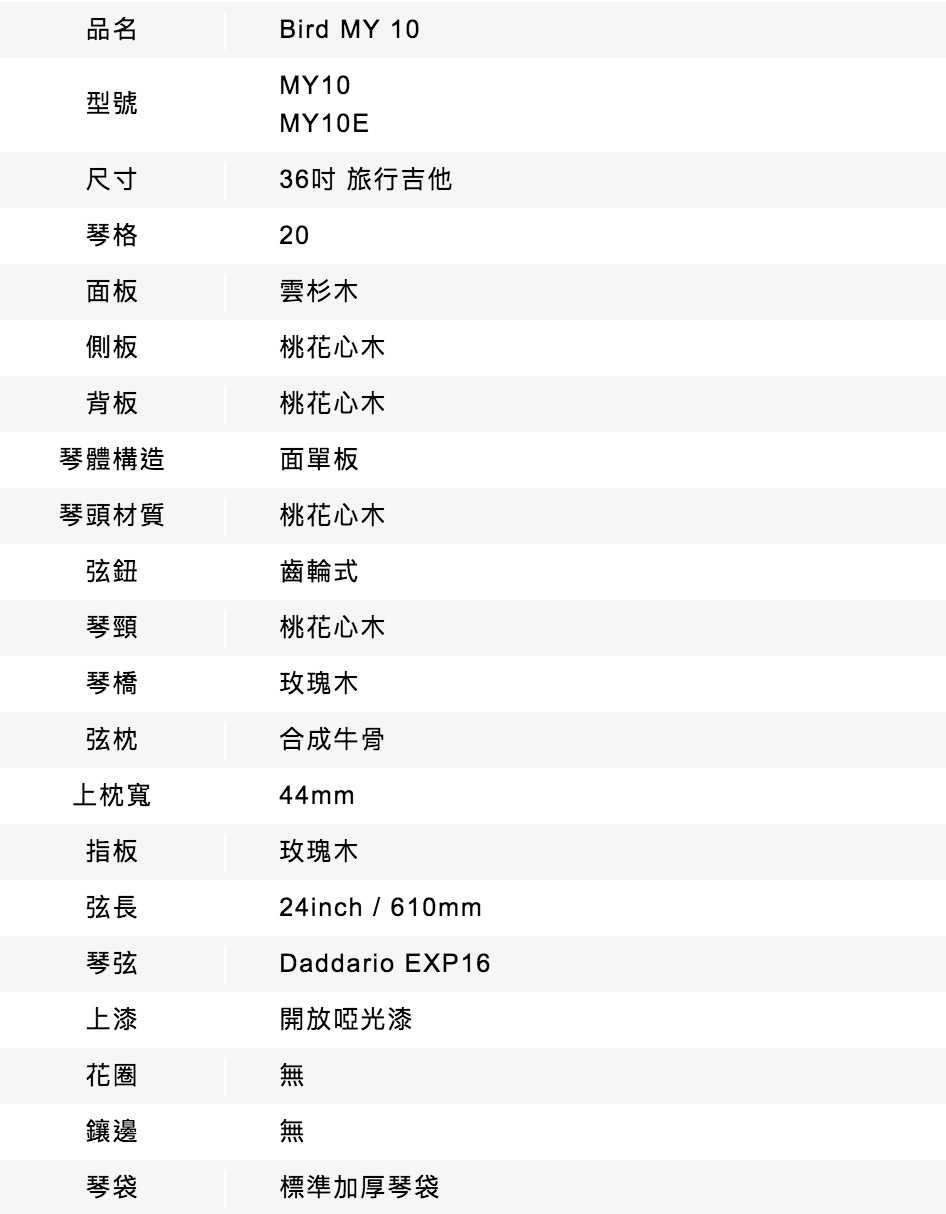 品名 Bird MY 10
型號 MY10
MY10E
尺寸 36吋 旅行吉他
琴格 20
面板 雲杉木
側板 桃花心木
背板 桃花心木
琴體構造 面單板
琴頭材質 桃花心木
弦鈕 齒輪式
琴頸 桃花心木
琴橋 玫瑰木
弦枕 合成牛骨
上枕寬 44mm
指板 玫瑰木
弦長 24inch / 610mm
琴弦 Daddario EXP16
上漆 開放啞光漆
花圈 無
鑲邊 無
琴袋 標準加厚琴袋